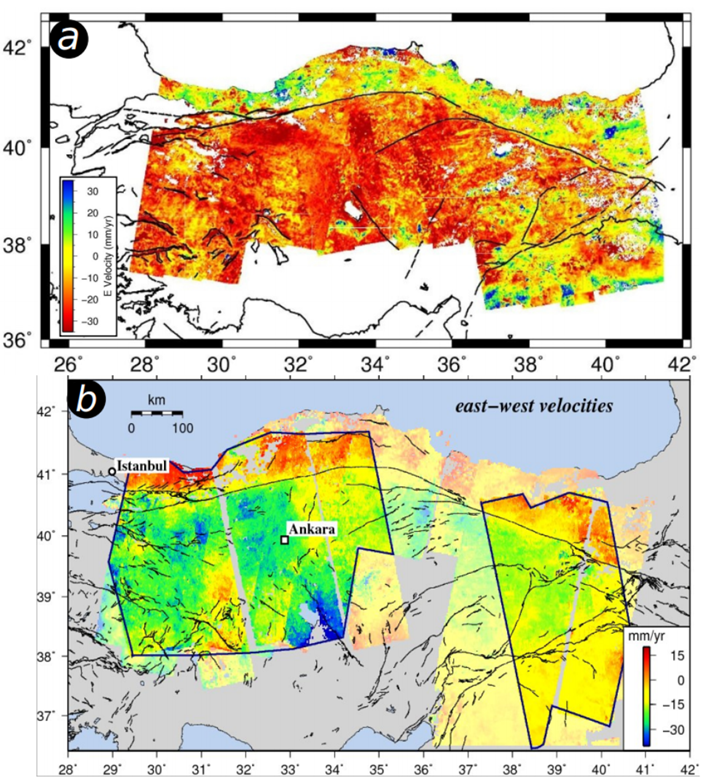 a
42°
40°
38°
36°
30
20
10
0
−10
−20
−30
E Velocity (mm/yr)
26° 28° 30° 32° 34° 36° 38° 40° 42°
b
km
0 100
east−west velocities
Istanbul
Ankara
42°
41°
40°
39°
38°
37°
mm/yr
15
0
−15
−30
28° 29° 30° 31° 32° 33° 34° 35° 36° 37° 38° 39° 40° 41° 42°